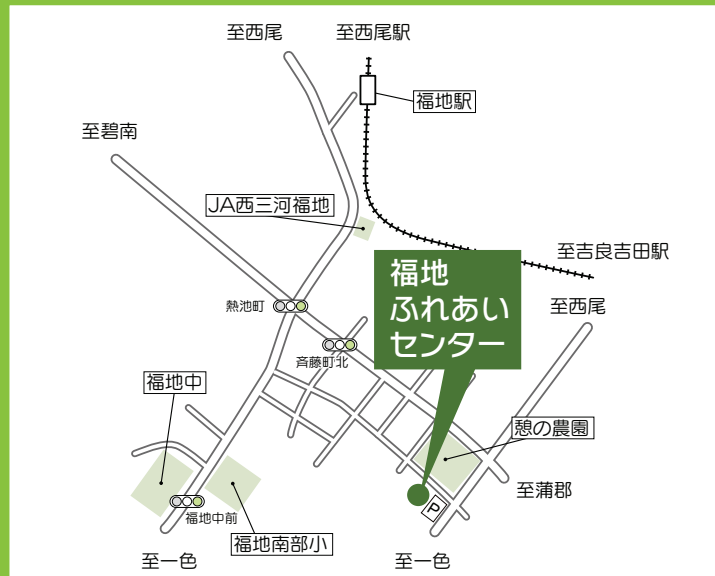 至西尾
至西尾駅
福地駅
至碧南
JA西三河福地
至吉良吉田駅
福地
ふれあい
センター
熱池町
至西尾
斉藤町北
福地中
憩の農園
至蒲郡
P
福地中前
福地南部小
至一色
至一色